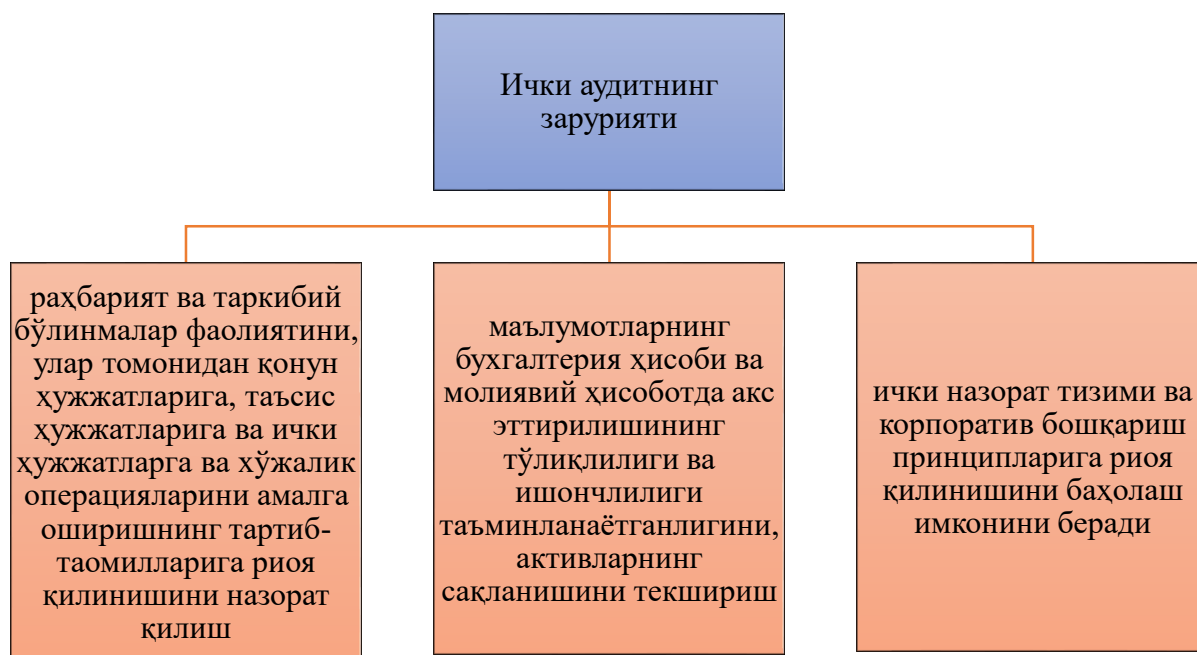 Ички аудитнинг
зарурияти
раҳбарият ва таркибий
бўлинмалар фаолиятини,
улар томонидан қонун
ҳужжатларига, таъсис
ҳужжатларига ва ички
ҳужжатларга ва хўжалик
операцияларини амалга
оширишнинг тартиб-
таомилларига риоя
қилинишини назорат
қилиш
маълумотларнинг
бухгалтерия ҳисоби ва
молиявий ҳисоботда акс
эттирилишининг
тўлиқлилиги ва
ишончлилиги
таъминланаётганлигини,
активларнинг
сақланишини текшириш
ички назорат тизими ва
корпоратив бошқариш
принципларига риоя
қилинишини баҳолаш
имконини беради